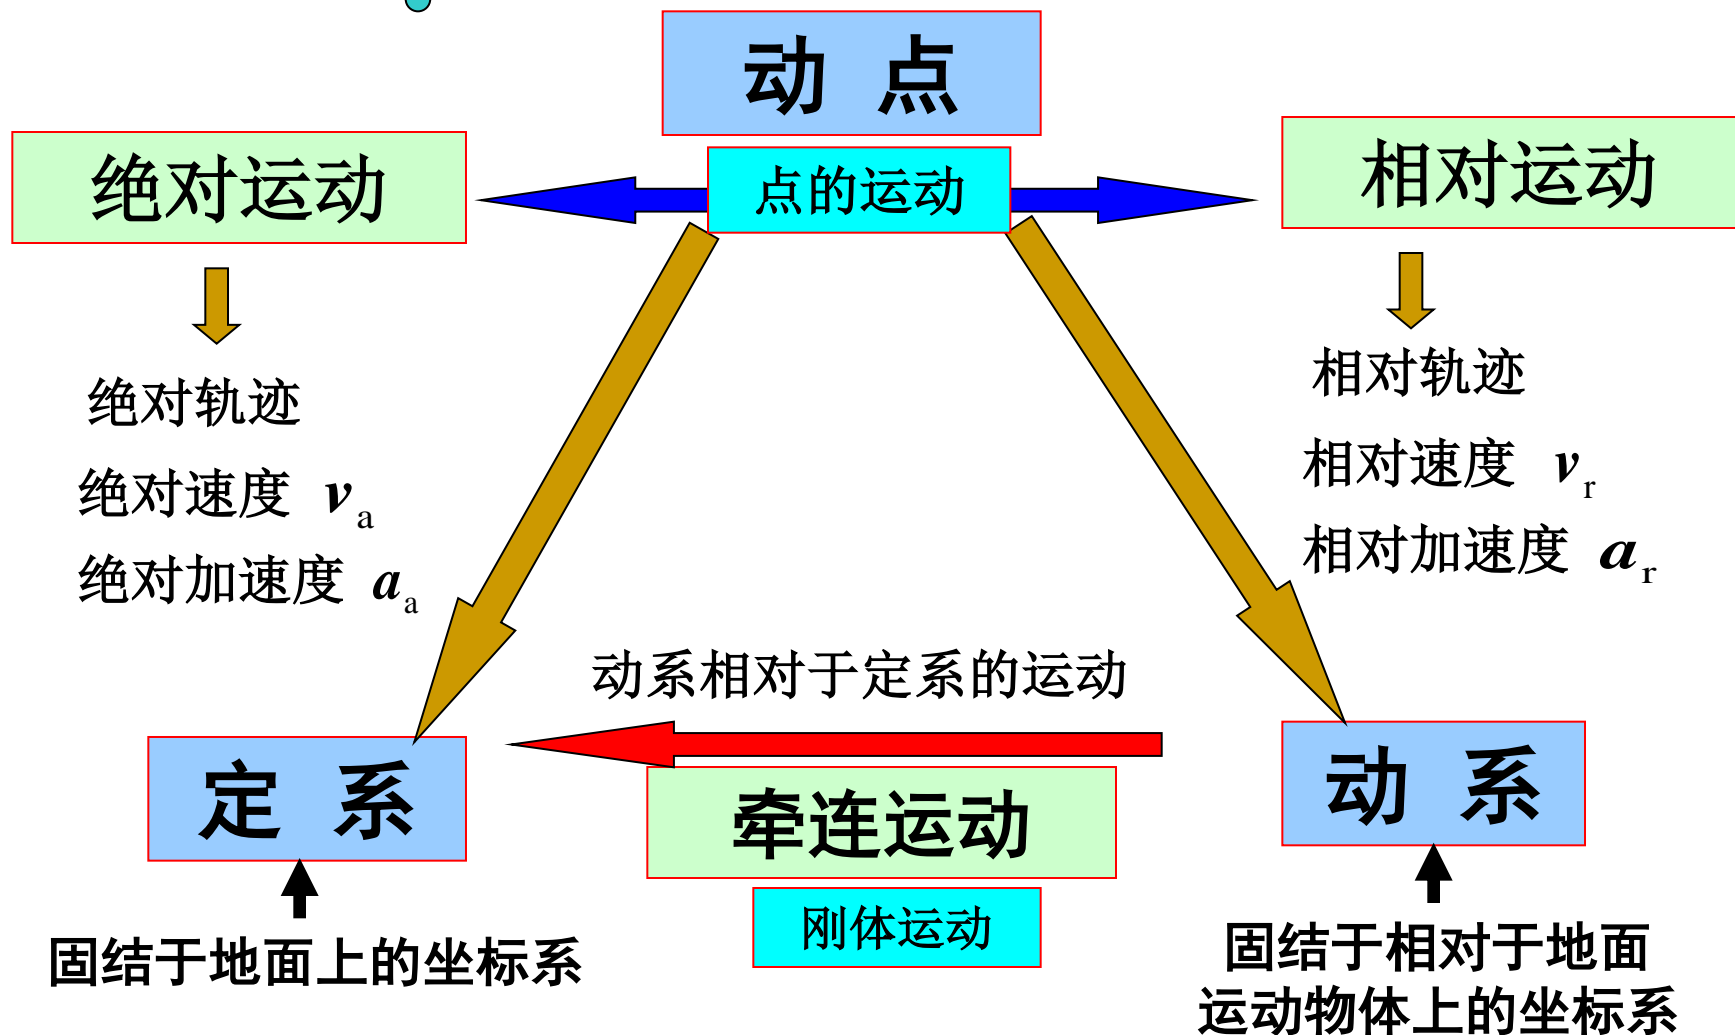 动 点
点的运动
绝对运动
相对运动
绝对轨迹
绝对速度 v_a
绝对加速度 a_a
相对轨迹
相对速度 v_r
相对加速度 a_r
动系相对于定系的运动
定 系
牵连运动
动 系
刚体运动
固结于地面上的坐标系
固结于相对于地面
运动物体上的坐标系